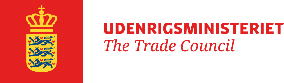 UDENRIGSMINISTERIET
The Trade Council